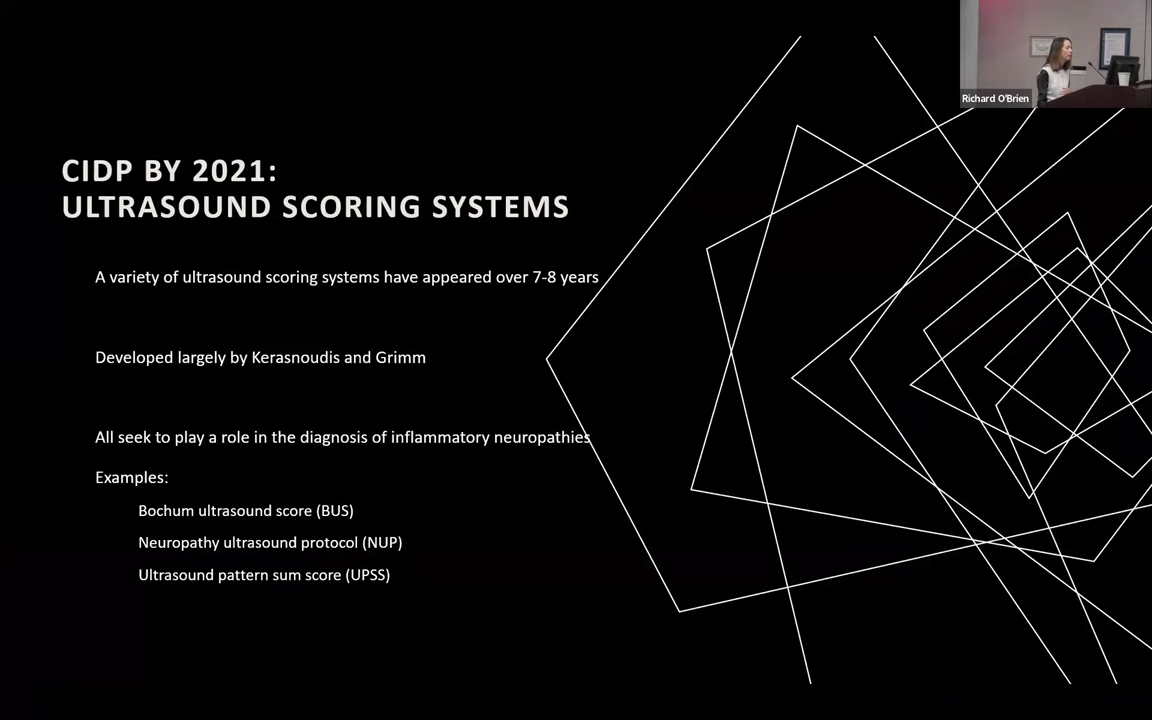 Richard O'Brien
CIDP BY 2021:
ULTRASOUND SCORING SYSTEMS
A variety of ultrasound scoring systems have appeared over 7-8 years
Developed largely by Kerasnoudis and Grimm
All seek to play a role in the diagnosis of inflammatory neuropathies
Examples:
Bochum ultrasound score (BUS)
Neuropathy ultrasound protocol (NUP)
Ultrasound pattern sum score (UPSS)